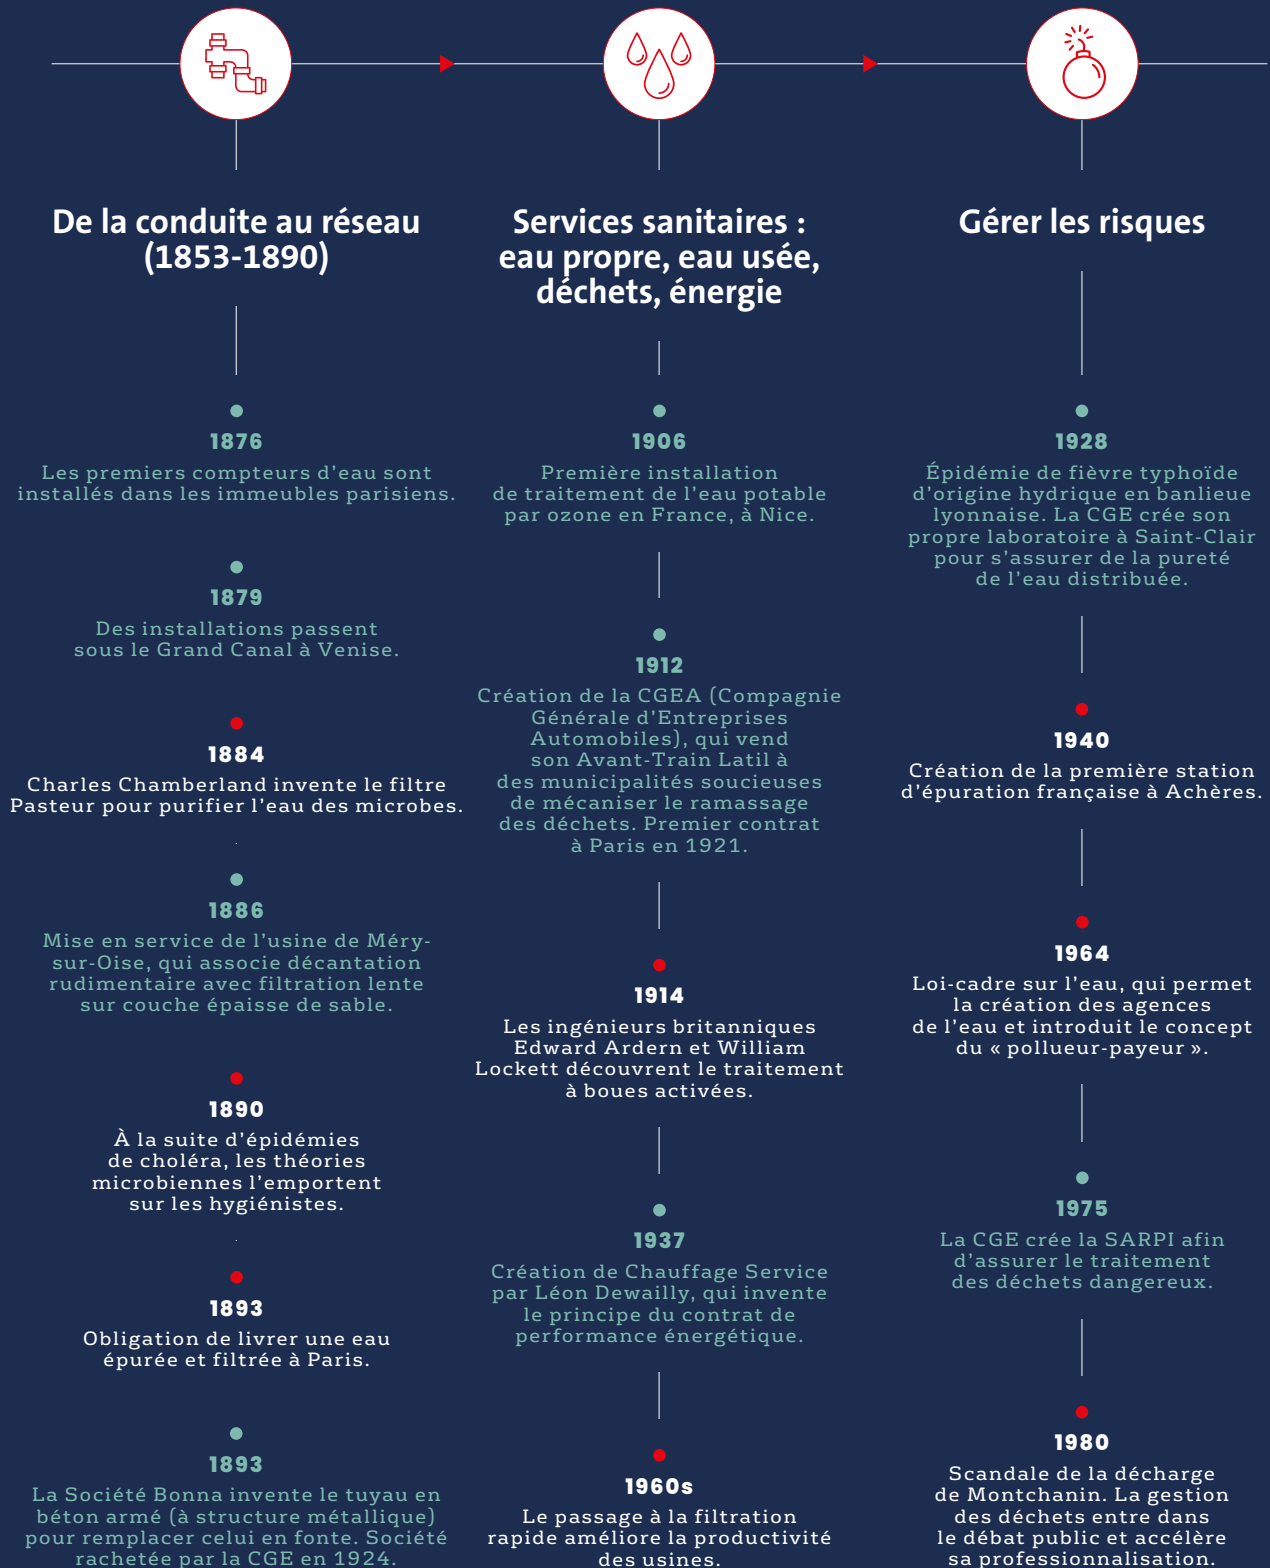 De la conduite au réseau
(1853-1890)
1876
Les premiers compteurs d'eau sont
installés dans les immeubles parisiens.
1879
Des installations passent
sous le Grand Canal à Venise.
1884
Charles Chamberland invente le filtre
Pasteur pour purifier l'eau des microbes.
1886
Mise en service de l'usine de Méry-
sur-Oise, qui associe décantation
rudimentaire avec filtration lente
sur couche épaisse de sable.
1890
À la suite d'épidémies
de choléra, les théories
microbiennes l'emportent
sur les hygiénistes.
1893
Obligation de livrer une eau
épurée et filtrée à Paris.
1893
La Société Bonna invente le tuyau en
béton armé (à structure métallique)
pour remplacer celui en fonte. Société
rachetée par la CGE en 1924.
Services sanitaires :
eau propre, eau usée,
déchets, énergie
1906
Première installation
de traitement de l'eau potable
par ozone en France, à Nice.
1912
Création de la CGEA (Compagnie
Générale d'Entreprises
Automobiles), qui vend
son Avant-Train Latil à
des municipalités soucieuses
de mécaniser le ramassage
des déchets. Premier contrat
à Paris en 1921.
1914
Les ingénieurs britanniques
Edward Ardern et William
Lockett découvrent le traitement
à boues activées.
1937
Création de Chauffage Service
par Léon Dewailly, qui invente
le principe du contrat de
performance énergétique.
1960s
Le passage à la filtration
rapide améliore la productivité
des usines.
Gérer les risques
1928
Épidémie de fièvre typhoïde
d'origine hydrique en banlieue
lyonnaise. La CGE crée son
propre laboratoire à Saint-Clair
pour s'assurer de la pureté
de l'eau distribuée.
1940
Création de la première station
d'épuration française à Achères.
1964
Loi-cadre sur l'eau, qui permet
la création des agences
de l'eau et introduit le concept
du « pollueur-payeur ».
1975
La CGE crée la SARPI afin
d'assurer le traitement
des déchets dangereux.
1980
Scandale de la décharge
de Montchanin. La gestion
des déchets entre dans
le débat public et accélère
sa professionnalisation.